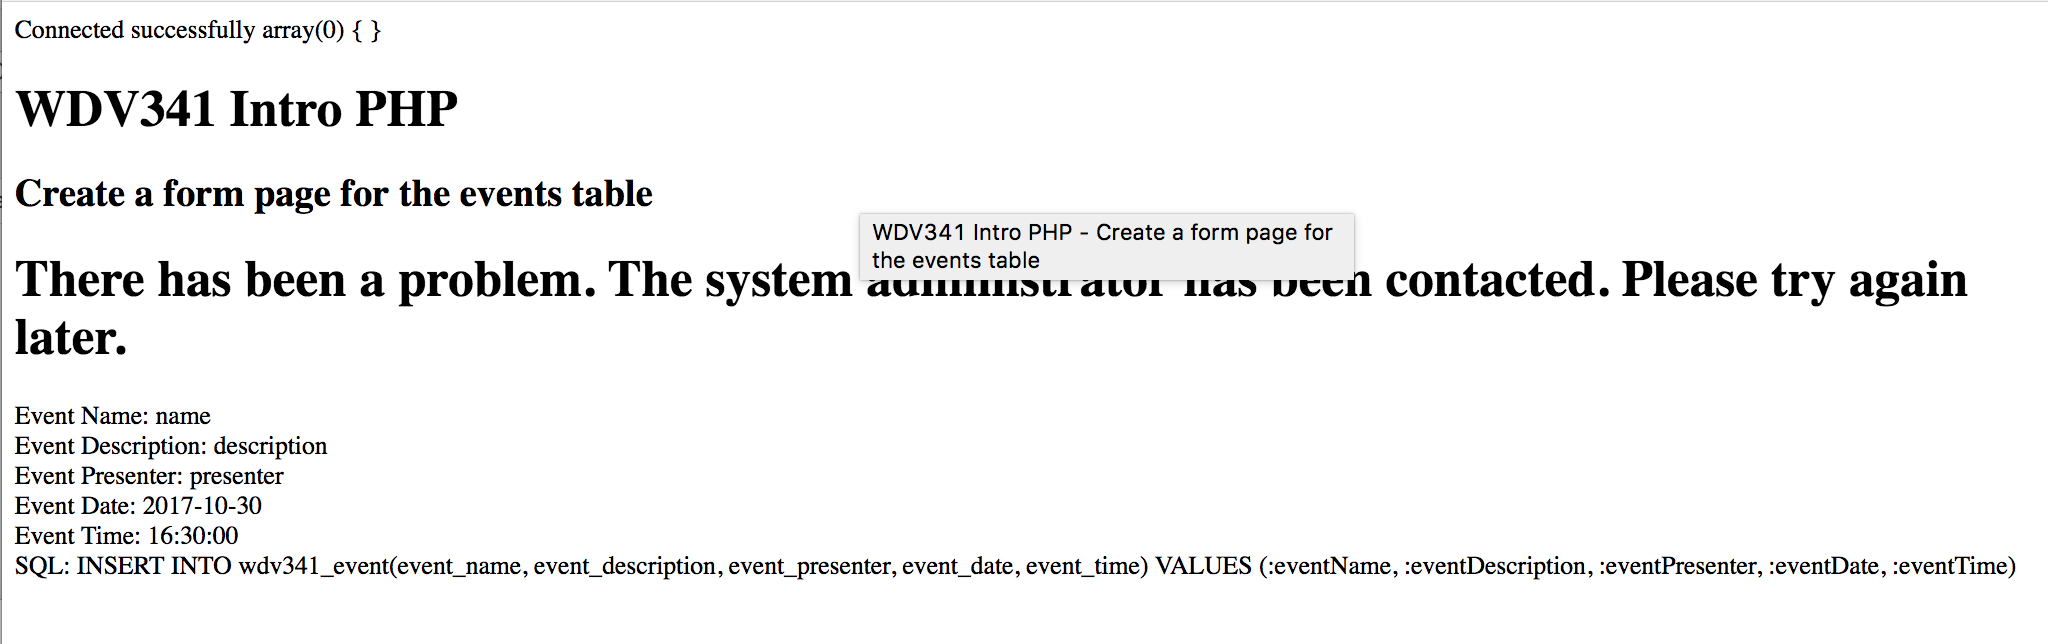 Connected successfully array(0) { }
WDV341 Intro PHP
Create a form page for the events table
WDV341 Intro PHP - Create a form page for
the events table
There has been a problem. The system administrator has been contacted. Please try again
later.
Event Name: name
Event Description: description
Event Presenter: presenter
Event Date: 2017-10-30
Event Time: 16:30:00
SQL: INSERT INTO wdv341_event(event_name, event_description, event_presenter, event_date, event_time) VALUES (:eventName, :eventDescription, :eventPresenter, :eventDate, :eventTime)